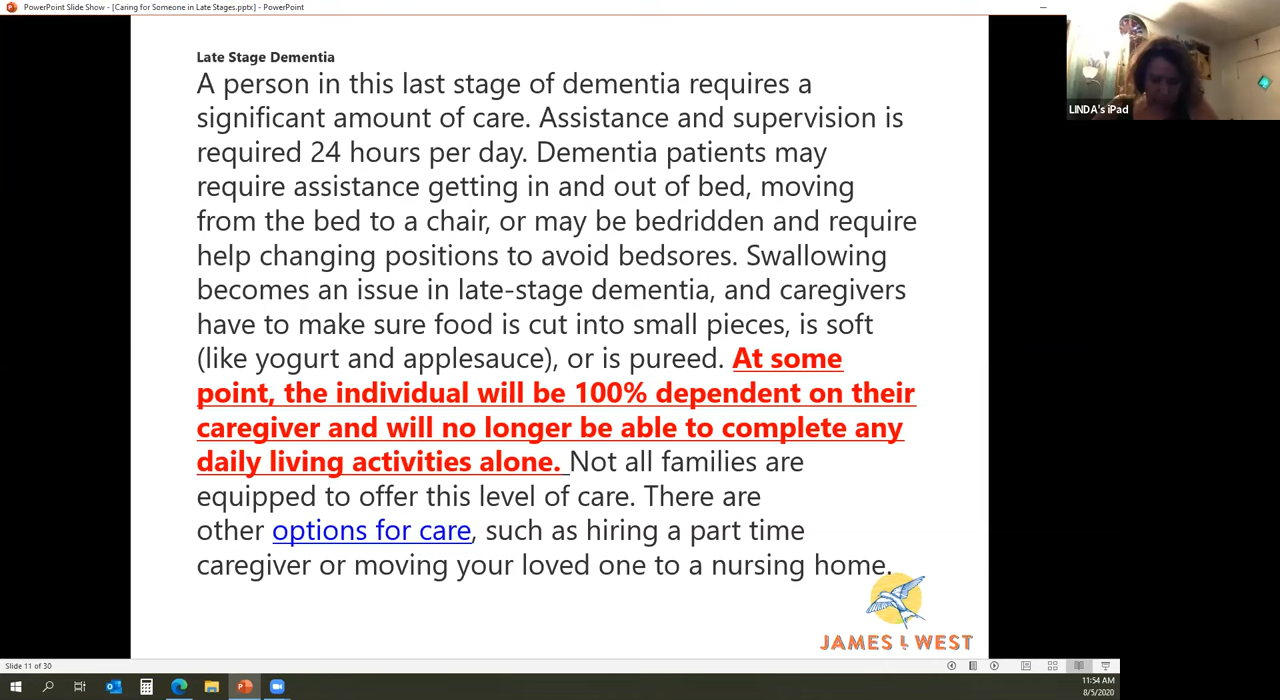 PowerPoint Slide Show - [Caring for Someone in Late Stages.pptx] - PowerPoint
LINDA's iPad
Late Stage Dementia
A person in this last stage of dementia requires a
significant amount of care. Assistance and supervision is
required 24 hours per day. Dementia patients may
require assistance getting in and out of bed, moving
from the bed to a chair, or may be bedridden and require
help changing positions to avoid bedsores. Swallowing
becomes an issue in late-stage dementia, and caregivers
have to make sure food is cut into small pieces, is soft
(like yogurt and applesauce), or is pureed. At some
point, the individual will be 100% dependent on their
caregiver and will no longer be able to complete any
daily living activities alone. Not all families are
equipped to offer this level of care. There are
other options for care, such as hiring a part time
caregiver or moving your loved one to a nursing home.
JAMES L WEST
Slide 11 of 30
11:54 AM
8/5/2020